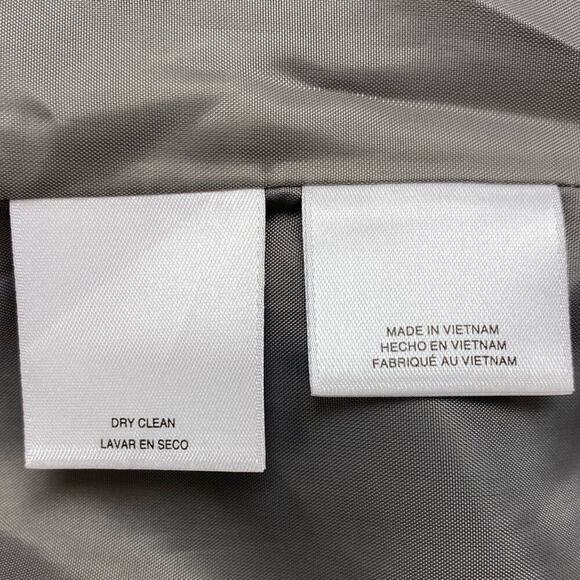 DRY CLEAN
LAVAR EN SECO
MADE IN VIETNAM
HECHO EN VIETNAM
FABRIQUÉ AU VIETNAM